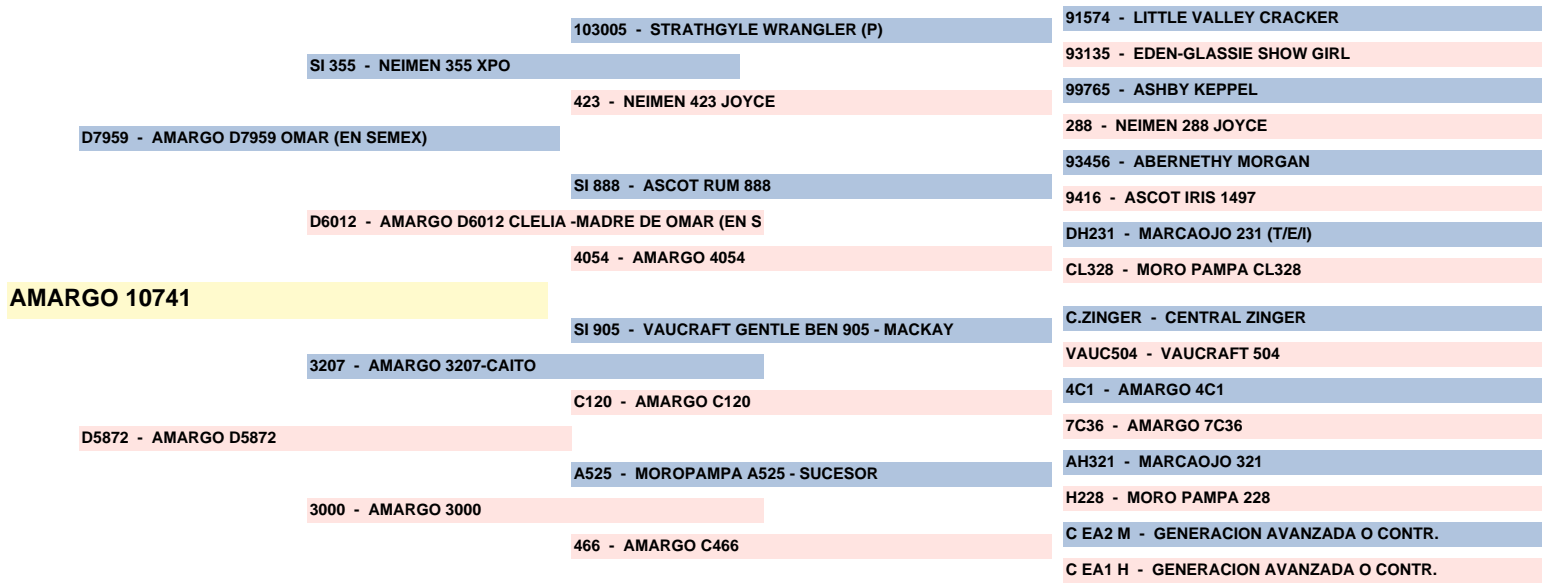 91574 - LITTLE VALLEY CRACKER
103005 - STRATHGYLE WRANGLER (P)
93135 - EDEN-GLASSIE SHOW GIRL
SI 355 - NEIMEN 355 XPO
99765 - ASHBY KEPPEL
423 - NEIMEN 423 JOYCE
288 - NEIMEN 288 JOYCE
D7959 - AMARGO D7959 OMAR (EN SEMEX)
93456 - ABERNETHY MORGAN
SI 888 - ASCOT RUM 888
9416 - ASCOT IRIS 1497
D6012 - AMARGO D6012 CLELIA -MADRE DE OMAR (EN S
DH231 - MARCAOJO 231 (T/E/I)
4054 - AMARGO 4054
CL328 - MORO PAMPA CL328
AMARGO 10741
C.ZINGER - CENTRAL ZINGER
SI 905 - VAUCRAFT GENTLE BEN 905 - MACKAY
VAUC504 - VAUCRAFT 504
3207 - AMARGO 3207-CAITO
4C1 - AMARGO 4C1
C120 - AMARGO C120
7C36 - AMARGO 7C36
D5872 - AMARGO D5872
AH321 - MARCAOJO 321
A525 - MOROPAMPA A525 - SUCESOR
H228 - MORO PAMPA 228
3000 - AMARGO 3000
C EA2 M - GENERACION AVANZADA O CONTR.
466 - AMARGO C466
C EA1 H - GENERACION AVANZADA O CONTR.